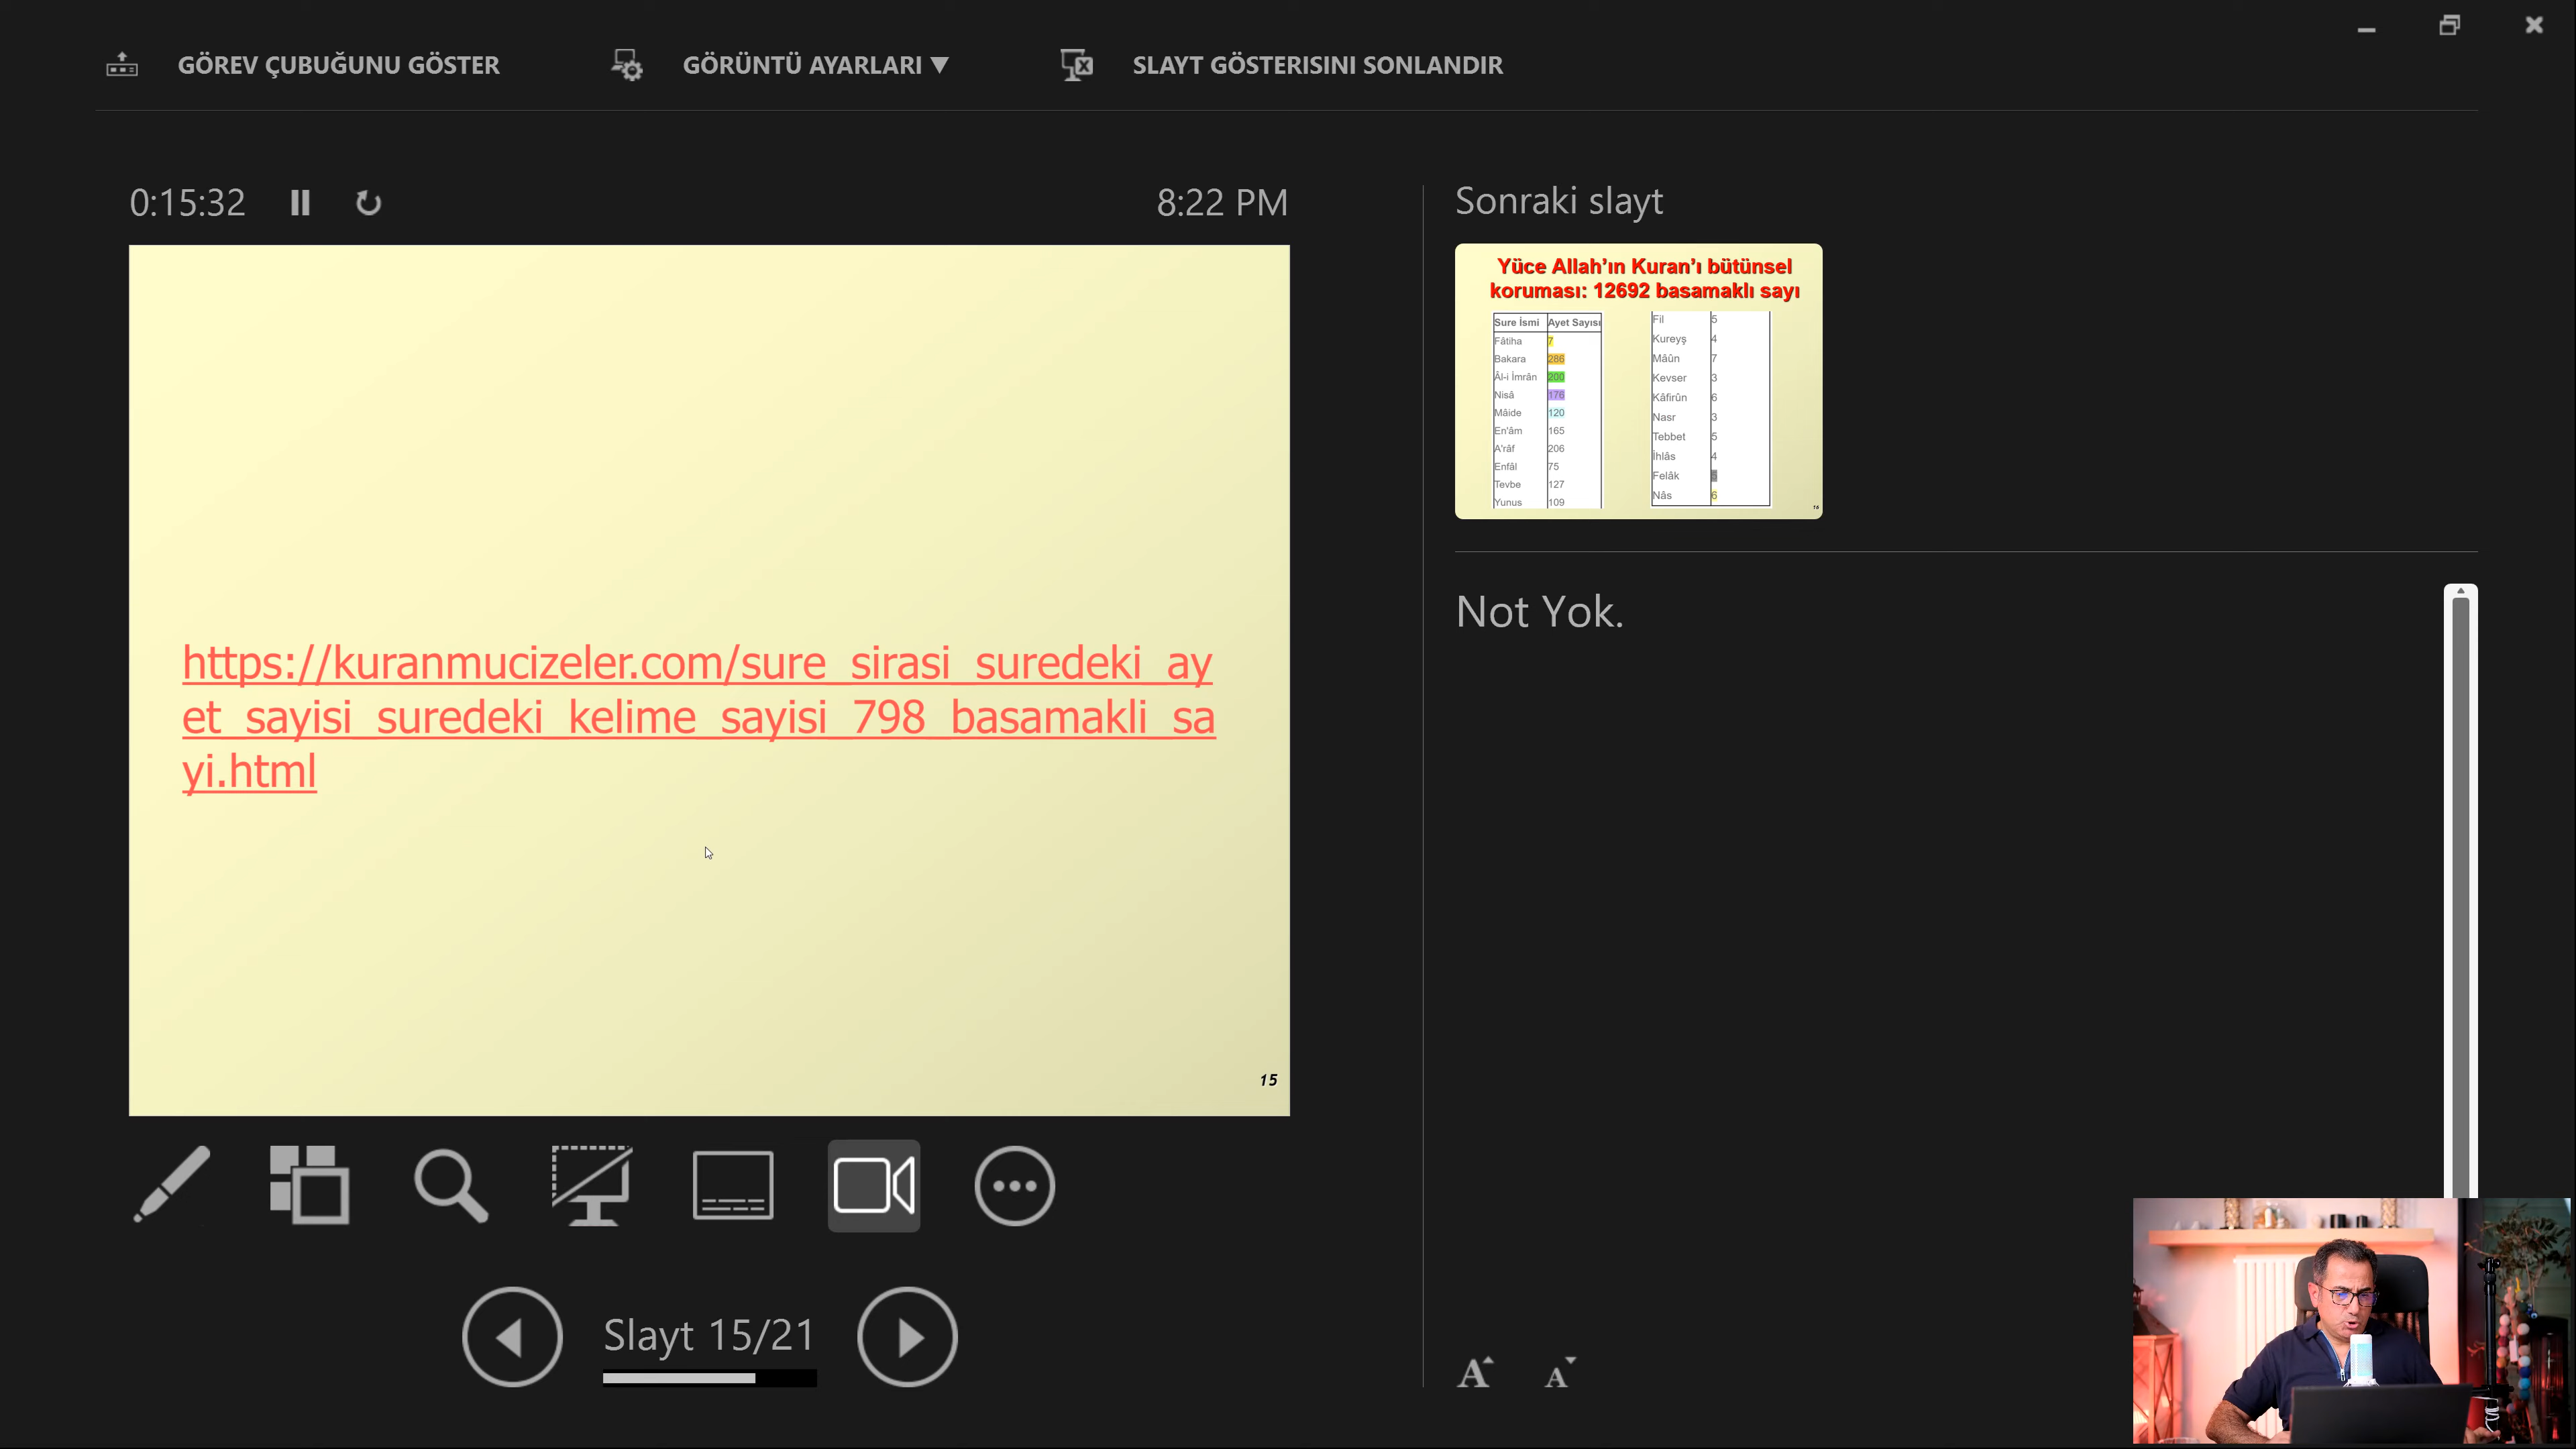 GÖREV ÇUBUĞUNU GÖSTER
GÖRÜNTÜ AYARLARI ▼
SLAYT GÖSTERISINI SONLANDIR
0:15:32
8:22 PM
https://kuranmucizeler.com/sure_sirasi_suredeki_ay
et_sayisi_suredeki_kelime_sayisi_798_basamakli_sa
yi.html
15
Slayt 15/21
Sonraki slayt
Yüce Allah'ın Kuran'ı bütünsel
koruması: 12692 basamaklı sayı
Sure İsmi Ayet Sayısı
Fâtiha 7
Bakara 286
Âl-i İmrân 200
Nisâ 176
Mâide 120
En'âm 165
A'râf 206
Enfâl 75
Tevbe 127
Yunus 109
Fil 5
Kureyş 4
Mâûn 7
Kevser 3
Kâfirûn 6
Nasr 3
Tebbet 5
İhlâs 4
Felâk
Nâs 6
16
Not Yok.
A A